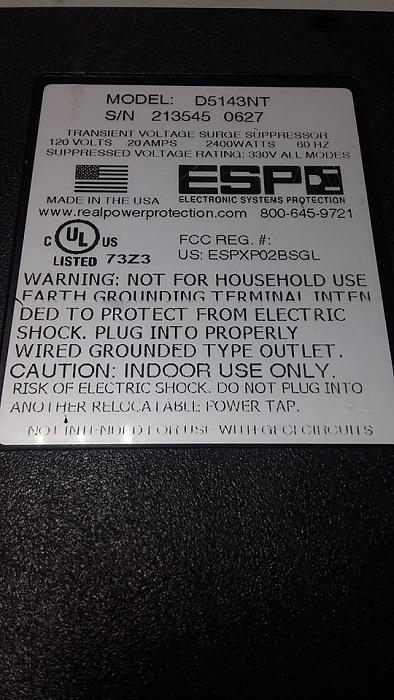 MODEL: D5143NT
S/N 213545 0627
TRANSIENT VOLTAGE SURGE SUPPRESSOR
120 VOLTS 20 AMPS 2400WATTS 60 HZ
SUPPRESSED VOLTAGE RATING: 330V ALL MODES
ESP
MADE IN THE USA ELECTRONIC SYSTEMS PROTECTION
www.realpowerprotection.com 800-645-9721
C UL US
LISTED 73Z3
FCC REG. #:
US: ESPXP02BSGL
WARNING: NOT FOR HOUSEHOLD USE
EARTH GROUNDING TERMINAL INTEN
DED TO PROTECT FROM ELECTRIC
SHOCK. PLUG INTO PROPERLY
WIRED GROUNDED TYPE OUTLET.
CAUTION: INDOOR USE ONLY.
RISK OF ELECTRIC SHOCK. DO NOT PLUG INTO
ANOTHER RELOCATABLE POWER TAP.
NOT INTENDED FOR USE WITH GFCI CIRCUITS